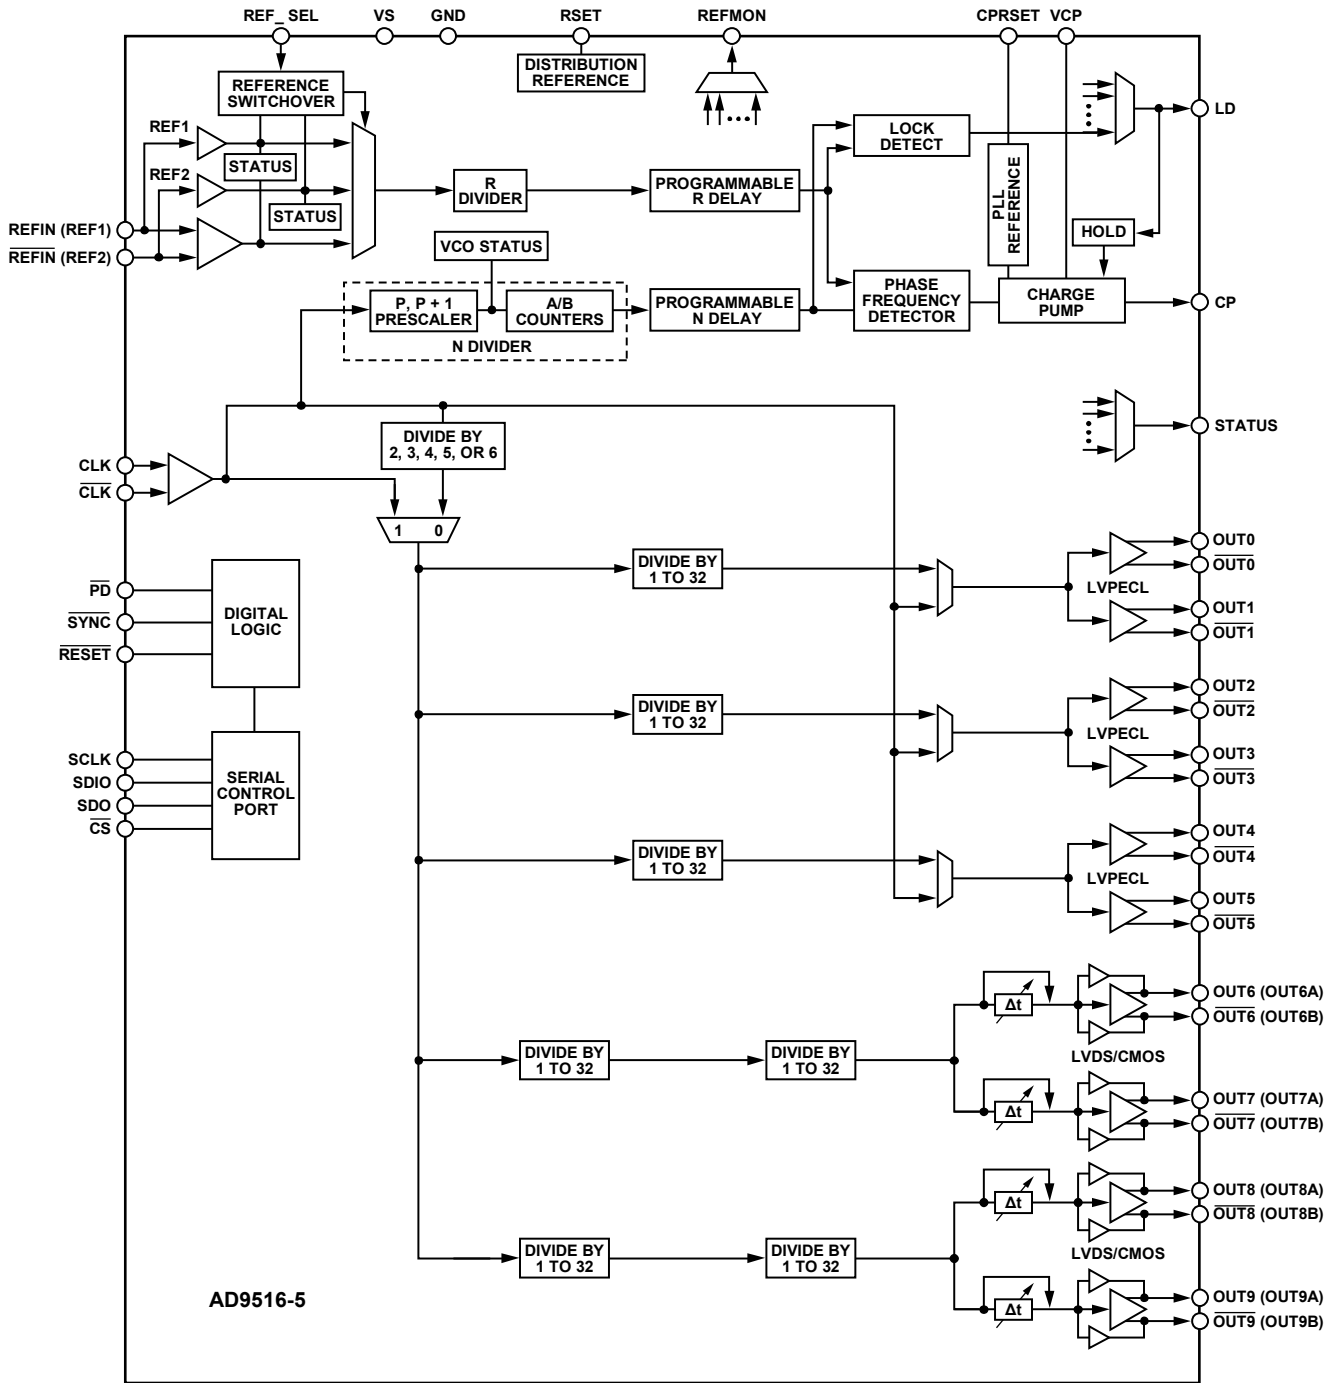 REF_ SEL
VS
GND
RSET
REFMON
CPRSET
VCP
DISTRIBUTION
REFERENCE
REFERENCE
SWITCHOVER
REF1
STATUS
REF2
STATUS
REFIN (REF1)
REFIN (REF2)
R
DIVIDER
PROGRAMMABLE
R DELAY
LOCK
DETECT
LD
PLL
REFERENCE
HOLD
VCO STATUS
P, P + 1
PRESCALER
A/B
COUNTERS
N DIVIDER
PROGRAMMABLE
N DELAY
PHASE
FREQUENCY
DETECTOR
CHARGE
PUMP
CP
STATUS
DIVIDE BY
2, 3, 4, 5, OR 6
CLK
CLK
1 0
PD
SYNC
RESET
DIGITAL
LOGIC
SCLK
SDIO
SDO
CS
SERIAL
CONTROL
PORT
DIVIDE BY
1 TO 32
LVPECL
OUT0
OUT0
OUT1
OUT1
DIVIDE BY
1 TO 32
LVPECL
OUT2
OUT2
OUT3
OUT3
DIVIDE BY
1 TO 32
LVPECL
OUT4
OUT4
OUT5
OUT5
DIVIDE BY
1 TO 32
DIVIDE BY
1 TO 32
Δt
Δt
LVDS/CMOS
OUT6 (OUT6A)
OUT6 (OUT6B)
OUT7 (OUT7A)
OUT7 (OUT7B)
DIVIDE BY
1 TO 32
DIVIDE BY
1 TO 32
Δt
Δt
LVDS/CMOS
OUT8 (OUT8A)
OUT8 (OUT8B)
OUT9 (OUT9A)
OUT9 (OUT9B)
AD9516-5